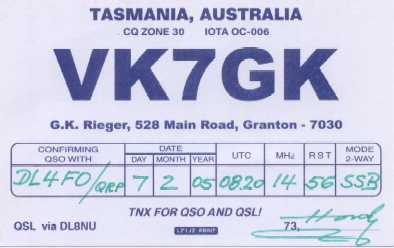 TASMANIA, AUSTRALIA
CQ ZONE 30 IOTA OC-006
VK7GK
G.K. Rieger, 528 Main Road, Granton - 7030
CONFIRMING QSO WITH DATE DAY MONTH YEAR UTC MHz RST MODE 2-WAY
DL4FO/QRP 7 2 05 08.20 14 56 SSB
TNX FOR QSO AND QSL!
QSL via DL8NU 73,